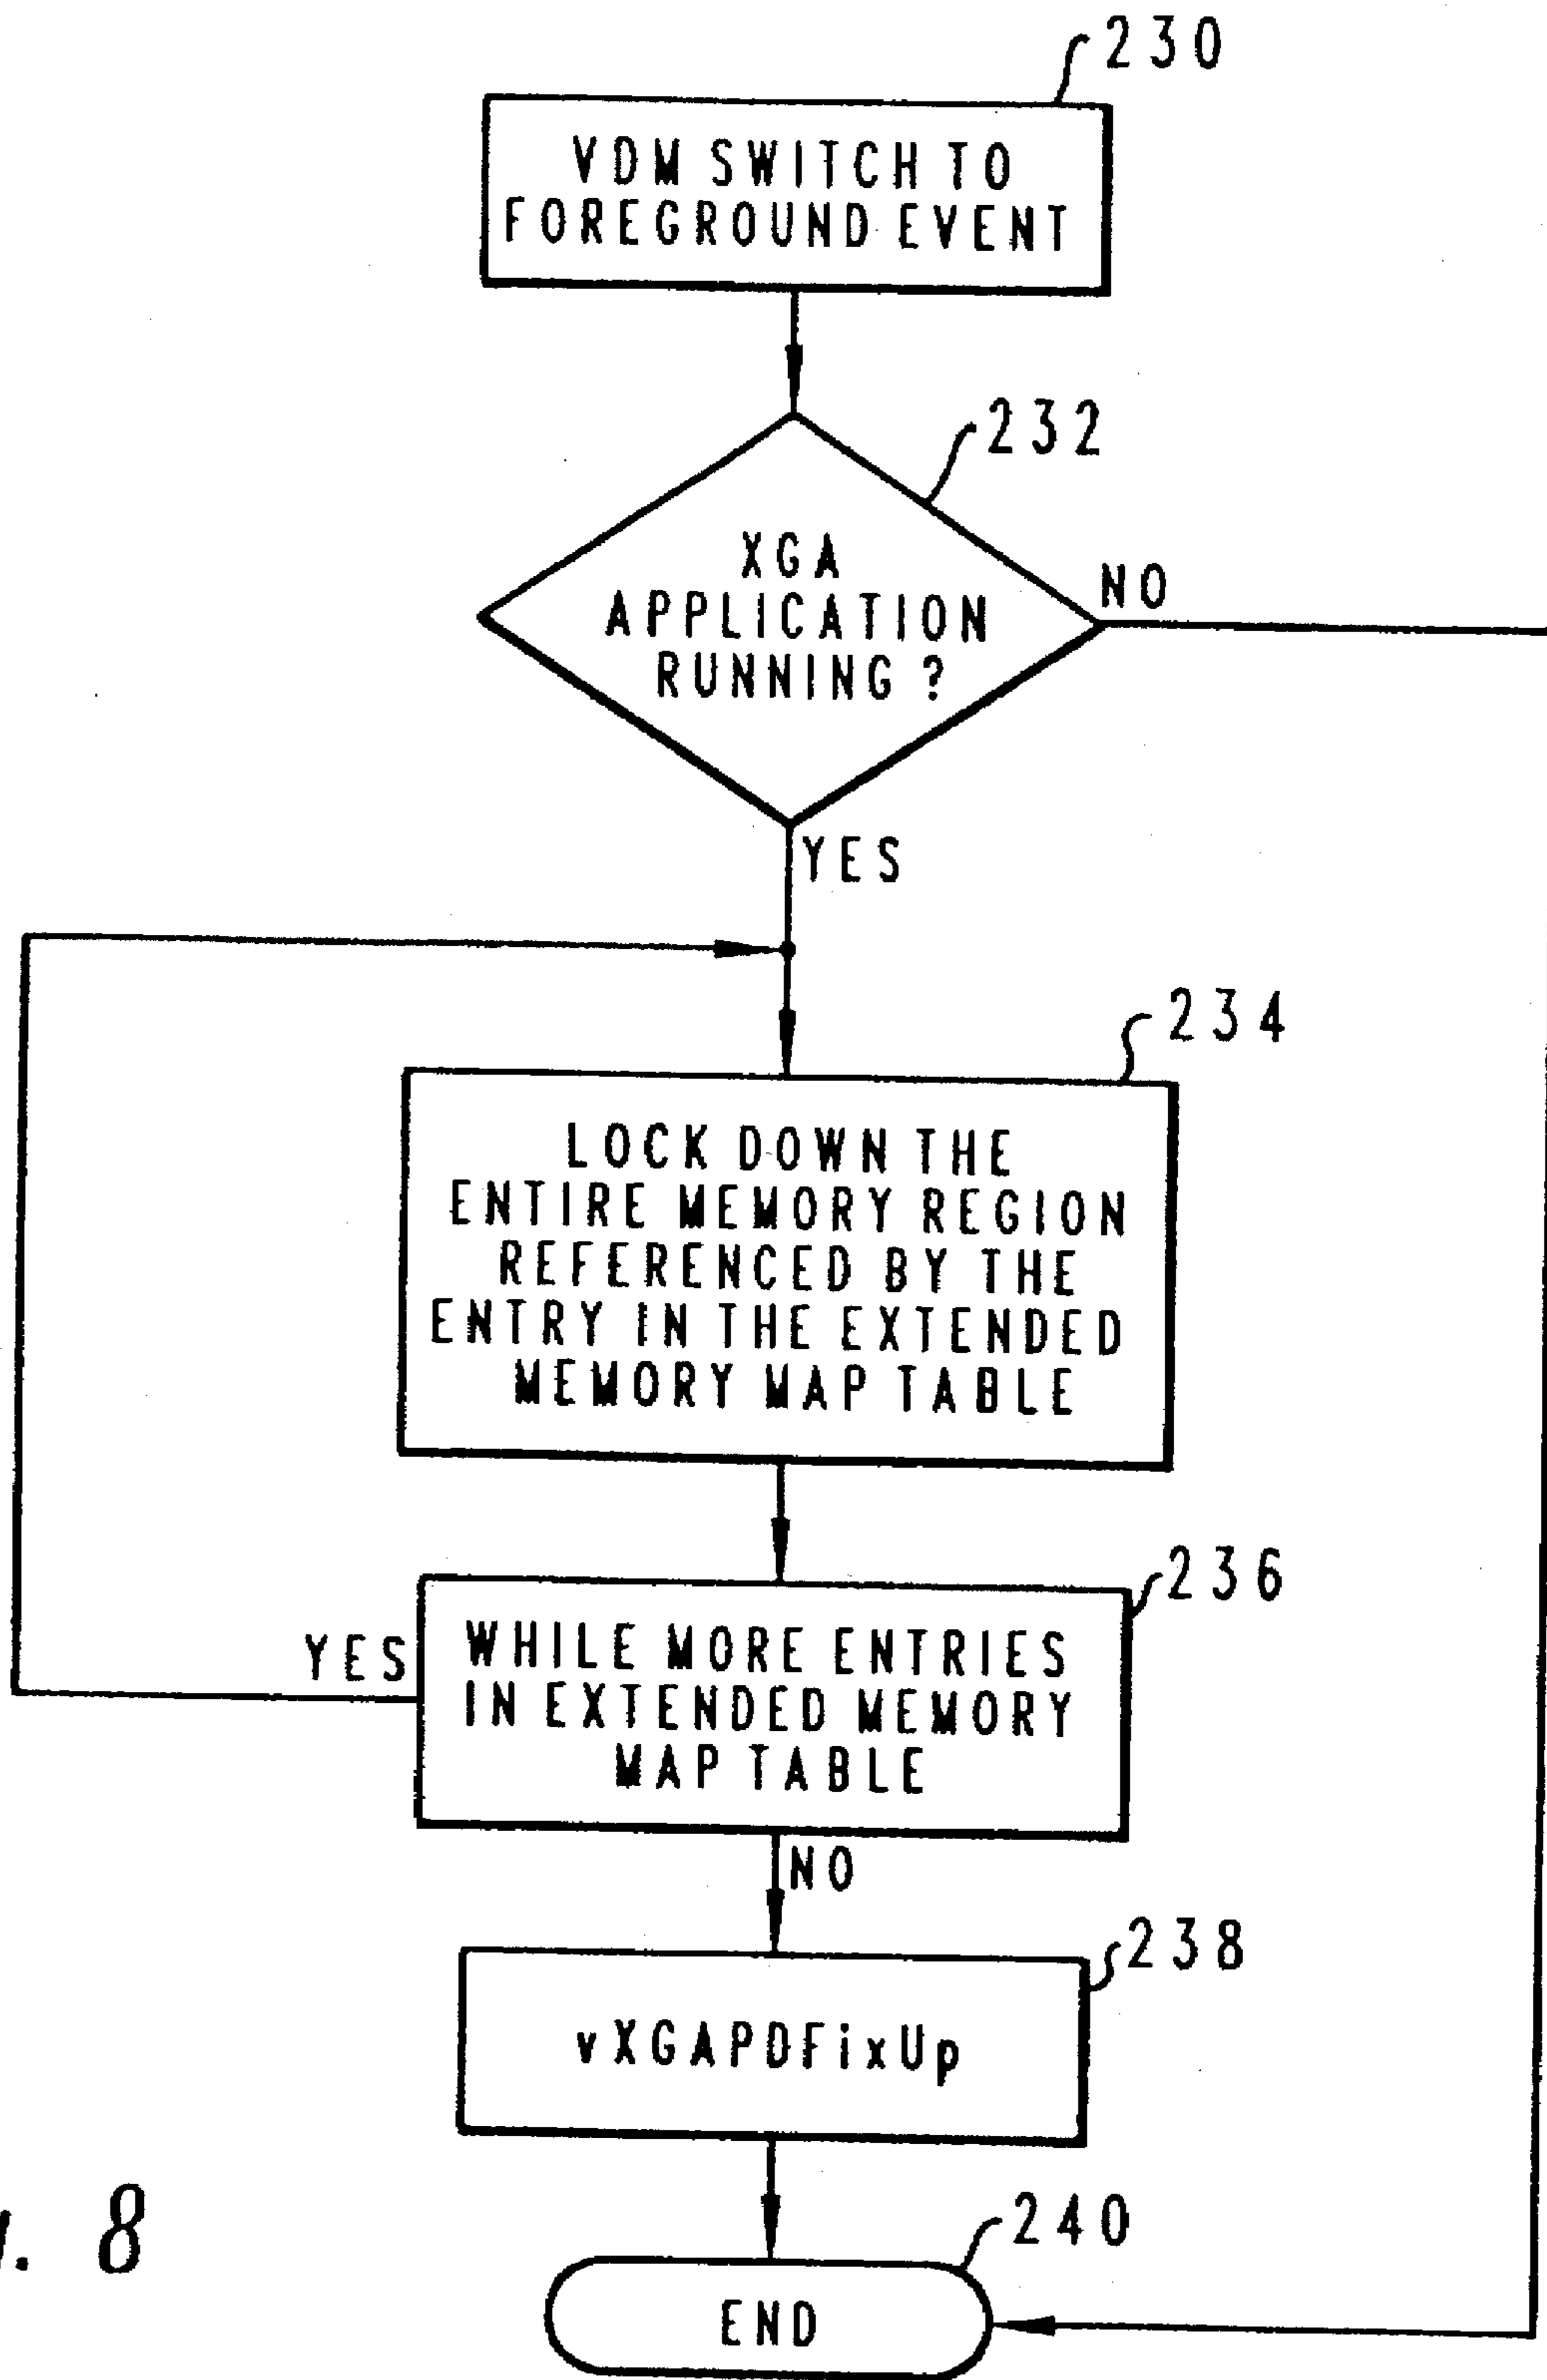 230
VDM SWITCH TO
FOREGROUND EVENT
232
XGA
APPLICATION
RUNNING ?
NO
YES
234
LOCK DOWN THE
ENTIRE MEMORY REGION
REFERENCED BY THE
ENTRY IN THE EXTENDED
MEMORY MAP TABLE
236
YES
WHILE MORE ENTRIES
IN EXTENDED MEMORY
MAP TABLE
NO
238
vXGAPDFixUp
8
240
END